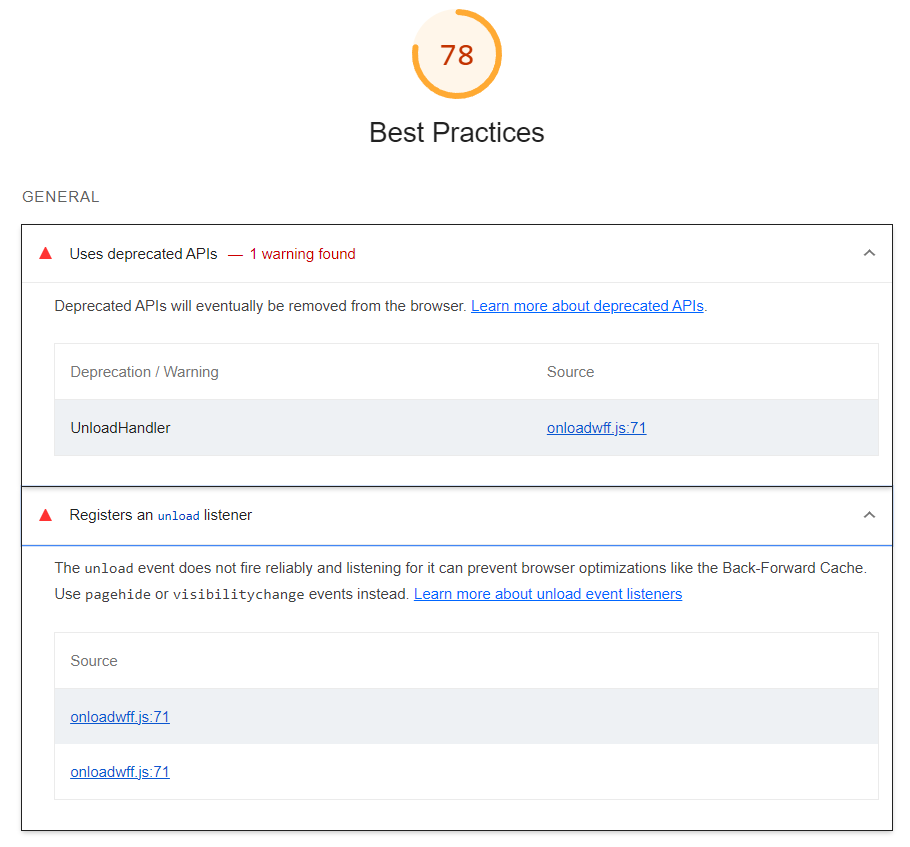 78
Best Practices
GENERAL
Uses deprecated APIs — 1 warning found
Deprecated APIs will eventually be removed from the browser. Learn more about deprecated APIs.
Deprecation / Warning Source
UnloadHandler onloadwff.js:71
Registers an unload listener
The unload event does not fire reliably and listening for it can prevent browser optimizations like the Back-Forward Cache.
Use pagehide or visibilitychange events instead. Learn more about unload event listeners
Source
onloadwff.js:71
onloadwff.js:71